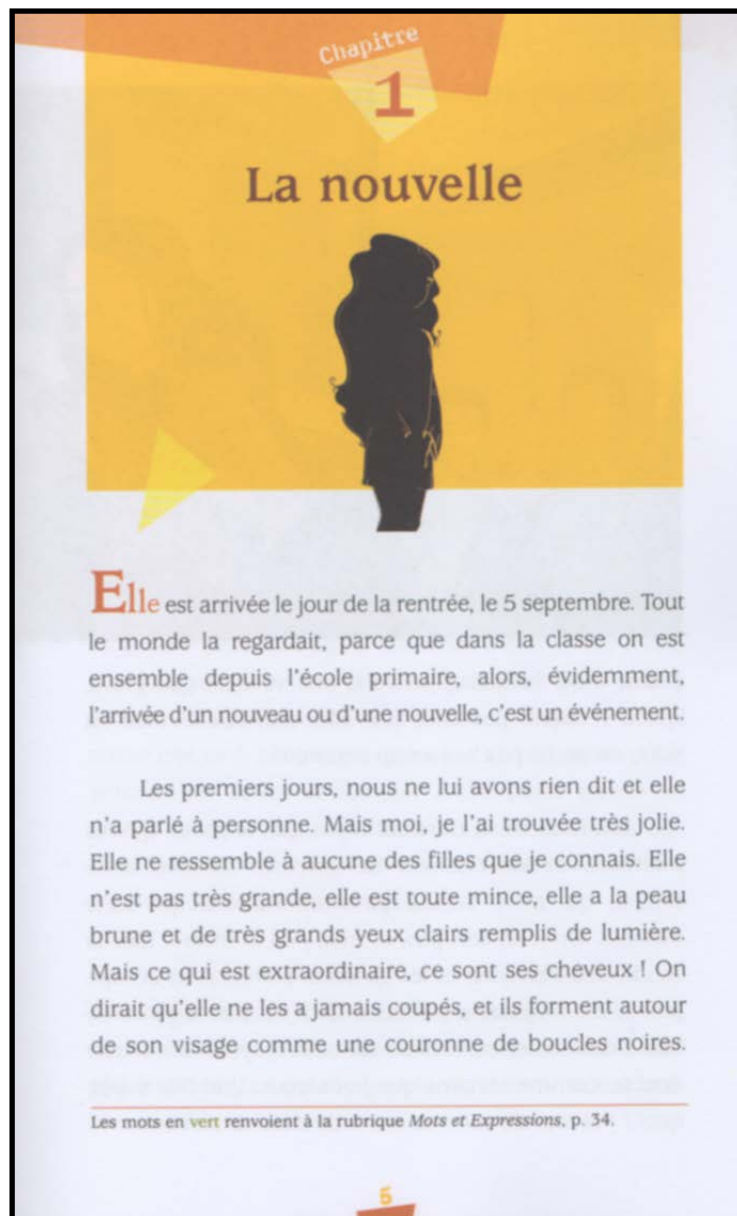 Chapitre
1
La nouvelle
Elle est arrivée le jour de la rentrée, le 5 septembre. Tout
le monde la regardait, parce que dans la classe on est
ensemble depuis l'école primaire, alors, évidemment,
l'arrivée d'un nouveau ou d'une nouvelle, c'est un événement.
Les premiers jours, nous ne lui avons rien dit et elle
n'a parlé à personne. Mais moi, je l'ai trouvée très jolie.
Elle ne ressemble à aucune des filles que je connais. Elle
n'est pas très grande, elle est toute mince, elle a la peau
brune et de très grands yeux clairs remplis de lumière.
Mais ce qui est extraordinaire, ce sont ses cheveux ! On
dirait qu'elle ne les a jamais coupés, et ils forment autour
de son visage comme une couronne de boucles noires.
Les mots en vert renvoient à la rubrique Mots et Expressions, p. 34.
5